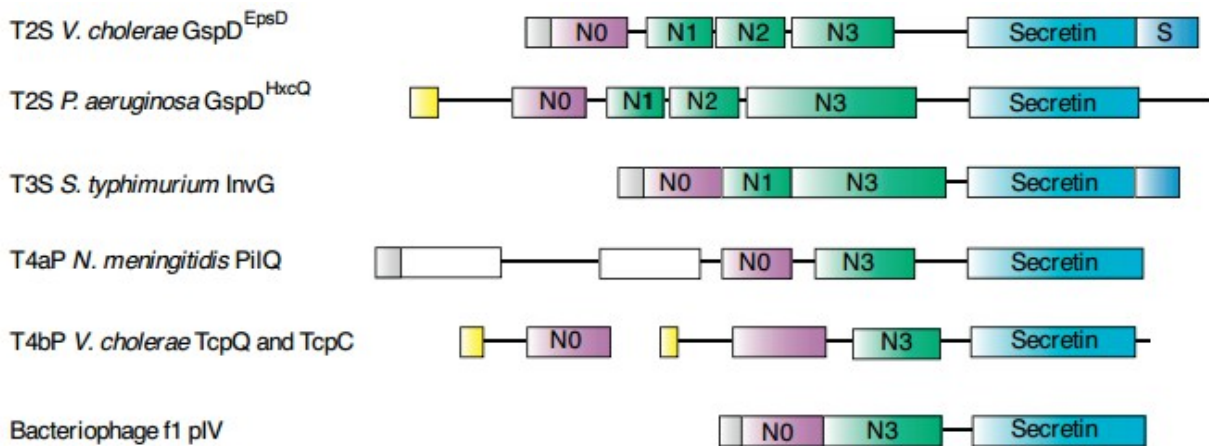 T2S V. cholerae GspD^EpsD N0 N1 N2 N3 Secretin S
T2S P. aeruginosa GspD^HxcQ N0 N1 N2 N3 Secretin
T3S S. typhimurium InvG N0 N1 N3 Secretin
T4aP N. meningitidis PilQ N0 N3 Secretin
T4bP V. cholerae TcpQ and TcpC N0 N3 Secretin
Bacteriophage f1 pIV N0 N3 Secretin